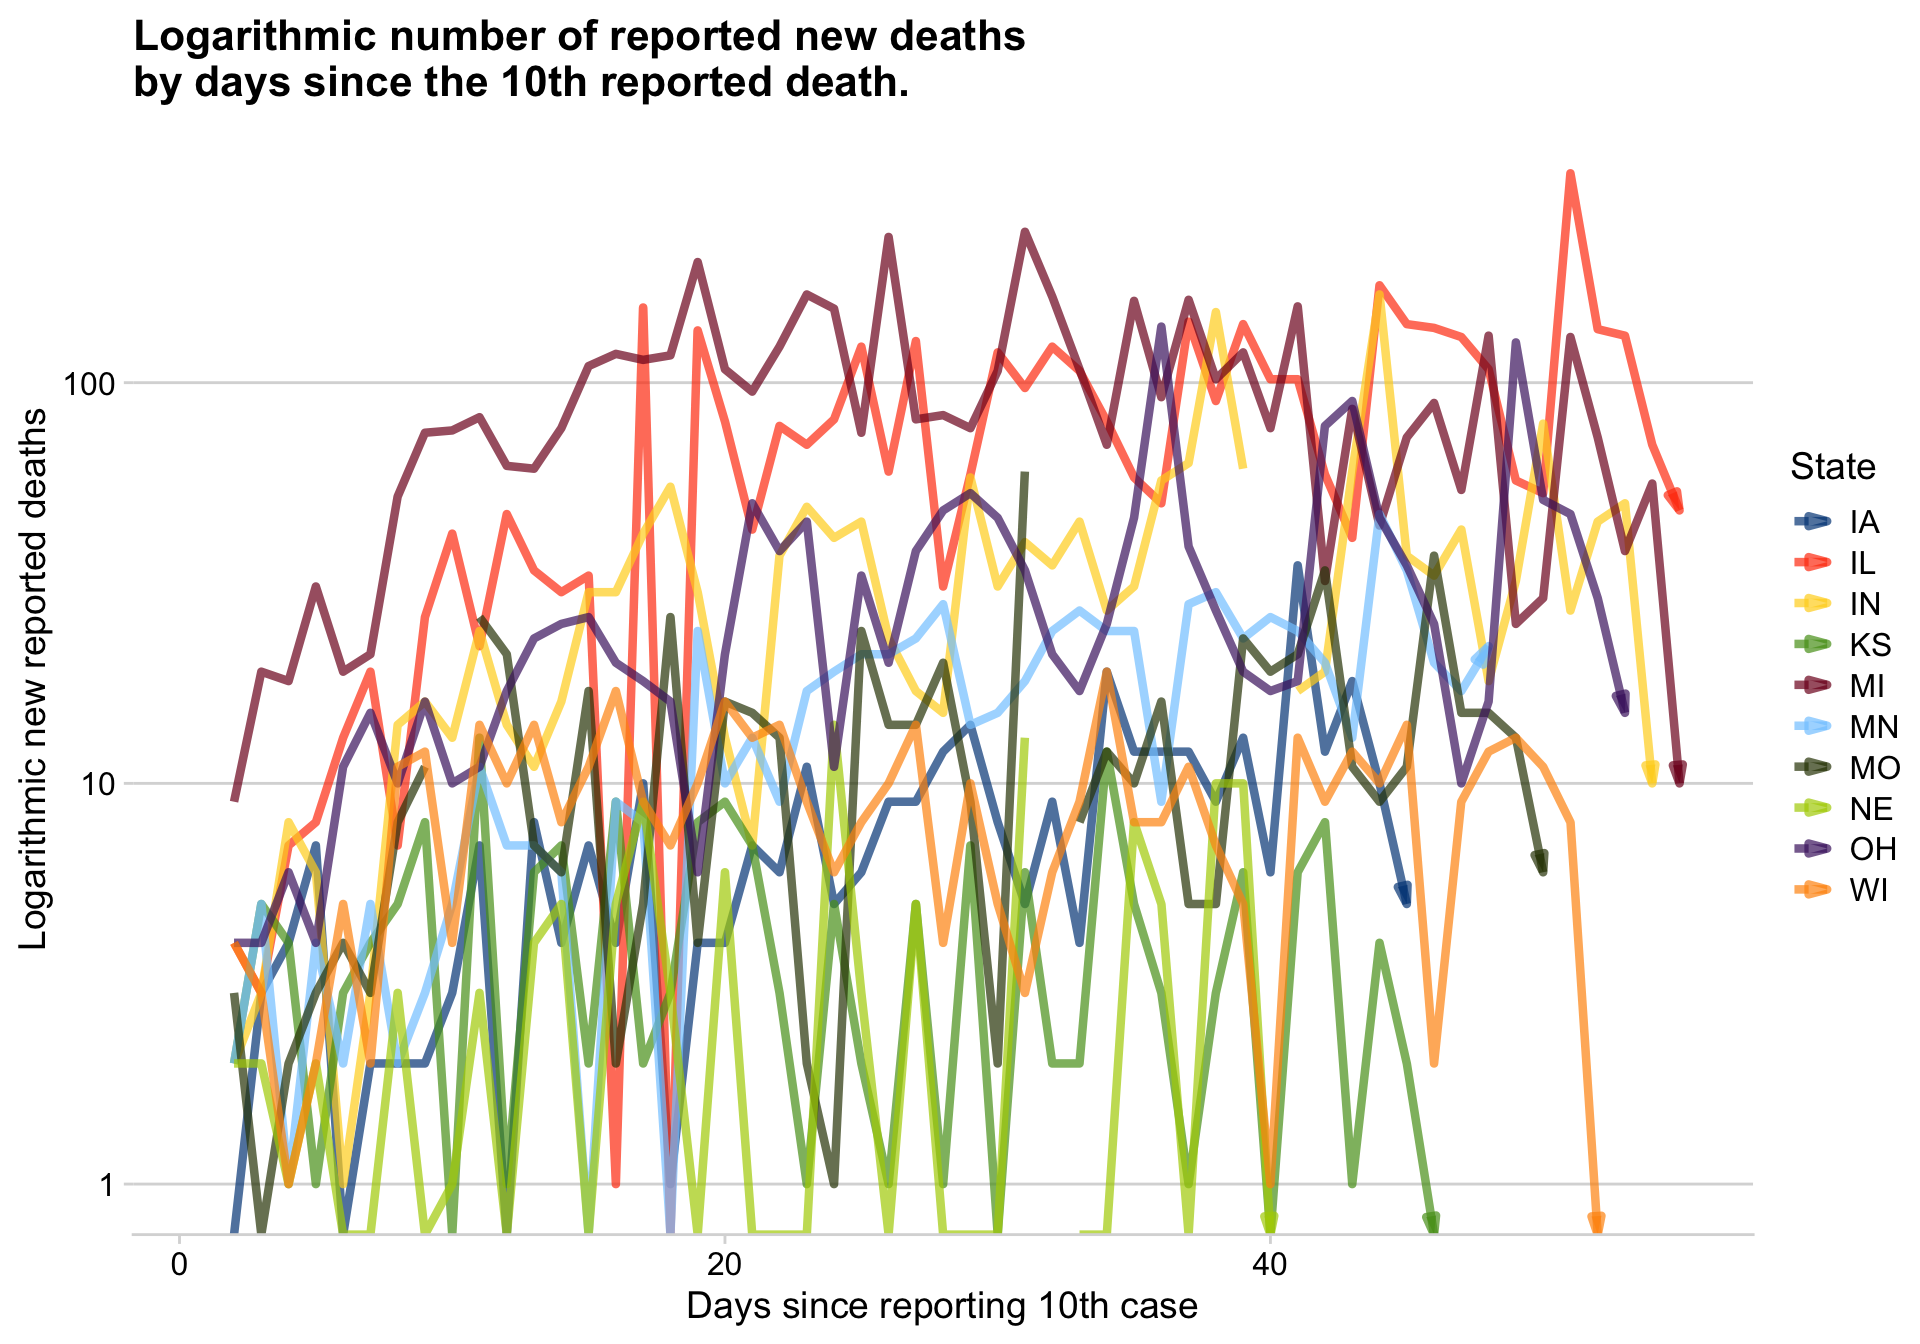 Logarithmic number of reported new deaths
by days since the 10th reported death.
Logarithmic new reported deaths
100
10
1
0
20
40
Days since reporting 10th case
State
IA
IL
IN
KS
MI
MN
MO
NE
OH
WI